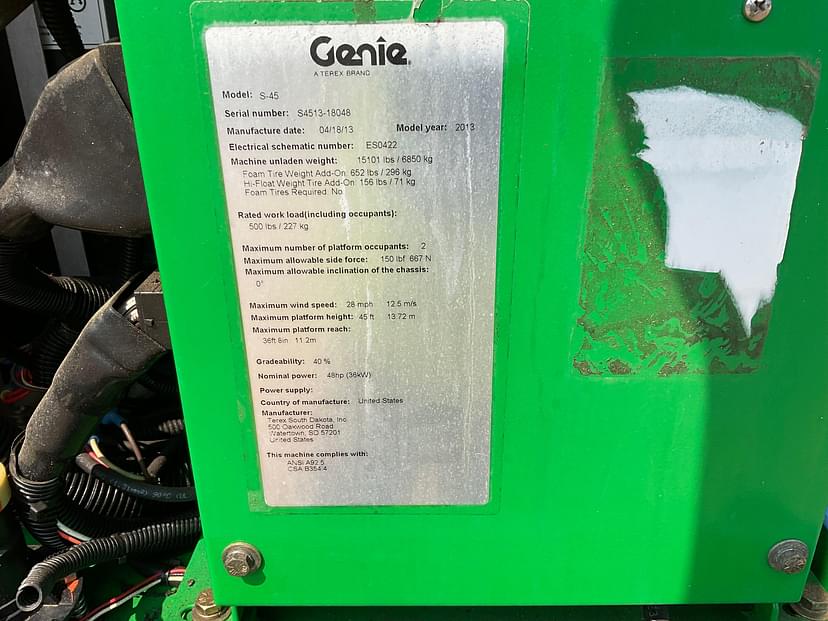 Genie
A TEREX BRAND
Model: S-45
Serial number: S4513-18048
Manufacture date: 04/18/13 Model year: 2013
Electrical schematic number: ES0422
Machine unladen weight: 15101 lbs / 6850 kg
Foam Tire Weight Add-On: 652 lbs / 296 kg
Hi-Float Weight Tire Add-On: 156 lbs / 71 kg
Foam Tires Required: No
Rated work load(including occupants):
500 lbs / 227 kg
Maximum number of platform occupants: 2
Maximum allowable side force: 150 lbf 667 N
Maximum allowable inclination of the chassis:
0°
Maximum wind speed: 28 mph 12.5 m/s
Maximum platform height: 45 ft 13.72 m
Maximum platform reach:
36ft 8in 11.2m
Gradeability: 40 %
Nominal power: 48hp (36kW)
Power supply:
Country of manufacture: United States
Manufacturer:
Terex South Dakota, Inc
500 Oakwood Road
Watertown, SD 57201
United States
This machine complies with:
ANSI A92.5
CSA B354.4